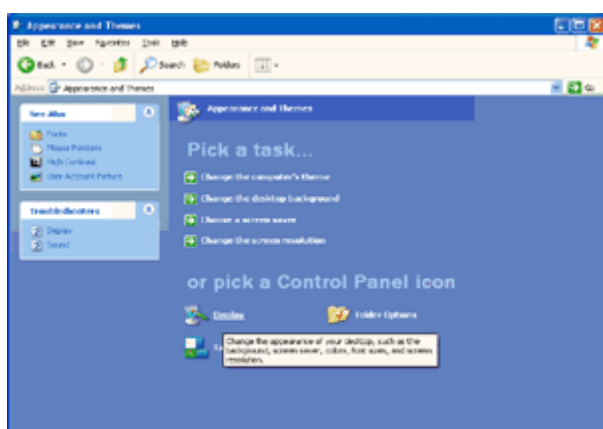 Appearance and Themes
File Edit View Favorites Tools Help
Back Search Folders
Address Appearance and Themes Go
See Also
Fonts
Mouse Pointers
High Contrast
User Account Picture
Troubleshooters
Display
Sound
Appearance and Themes
Pick a task...
Change the computer's theme
Change the desktop background
Choose a screen saver
Change the screen resolution
or pick a Control Panel icon
Display Folder Options
Change the appearance of your desktop, such as the
background, screen saver, colors, font sizes, and screen
resolution.